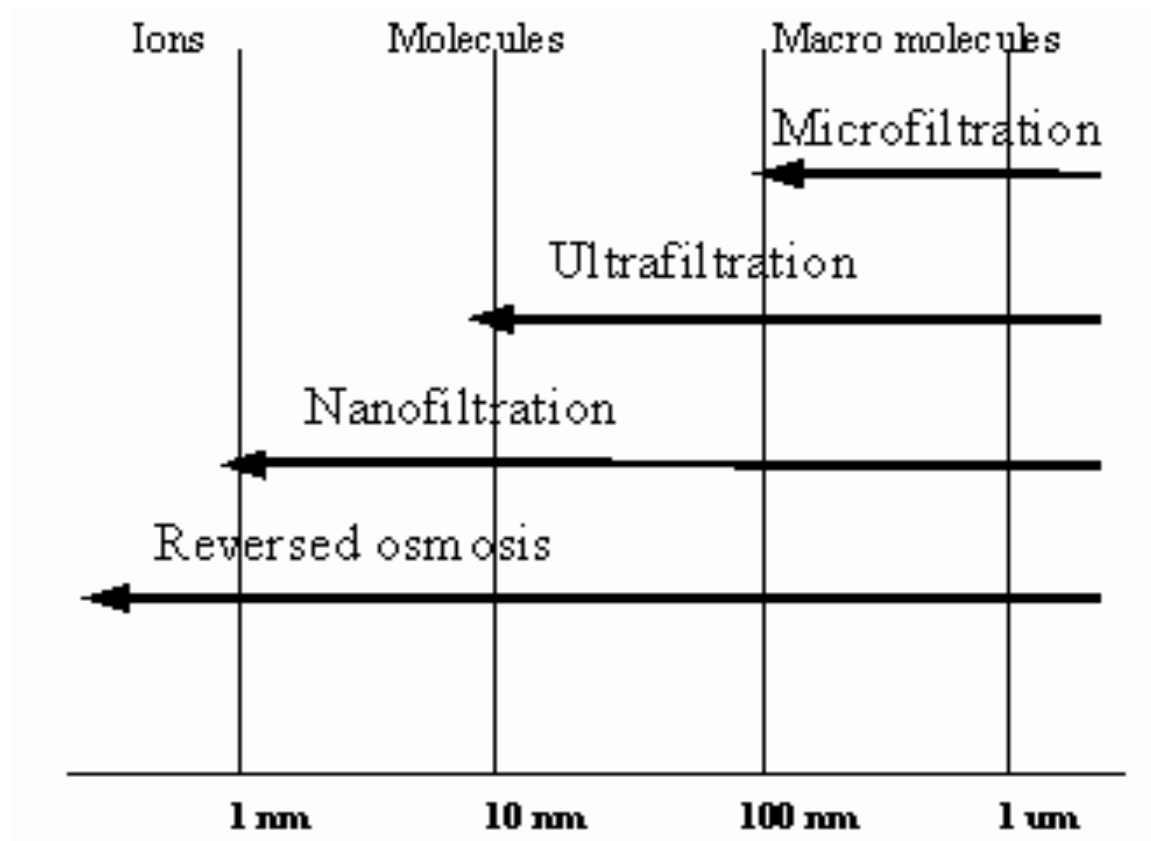 Ions Molecules Macro molecules
Microfiltration
Ultrafiltration
Nanofiltration
Reversed osmosis
1 nm 10 nm 100 nm 1 um